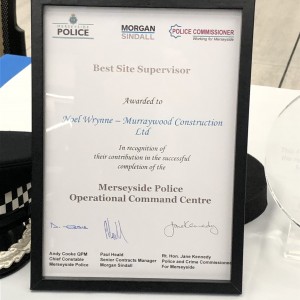 MERSEYSIDE
POLICE
MORGAN
SINDALL
POLICE COMMISSIONER
Working for Merseyside
Best Site Supervisor
Awarded to
Noel Wrynne – Murraywood Construction
Ltd
In recognition of
their contribution in the successful
completion of the
Merseyside Police
Operational Command Centre
Andy Cooke QPM
Chief Constable
Merseyside Police
Paul Heald
Senior Contracts Manager
Morgan Sindall
Rt. Hon. Jane Kennedy
Police and Crime Commissioner
For Merseyside